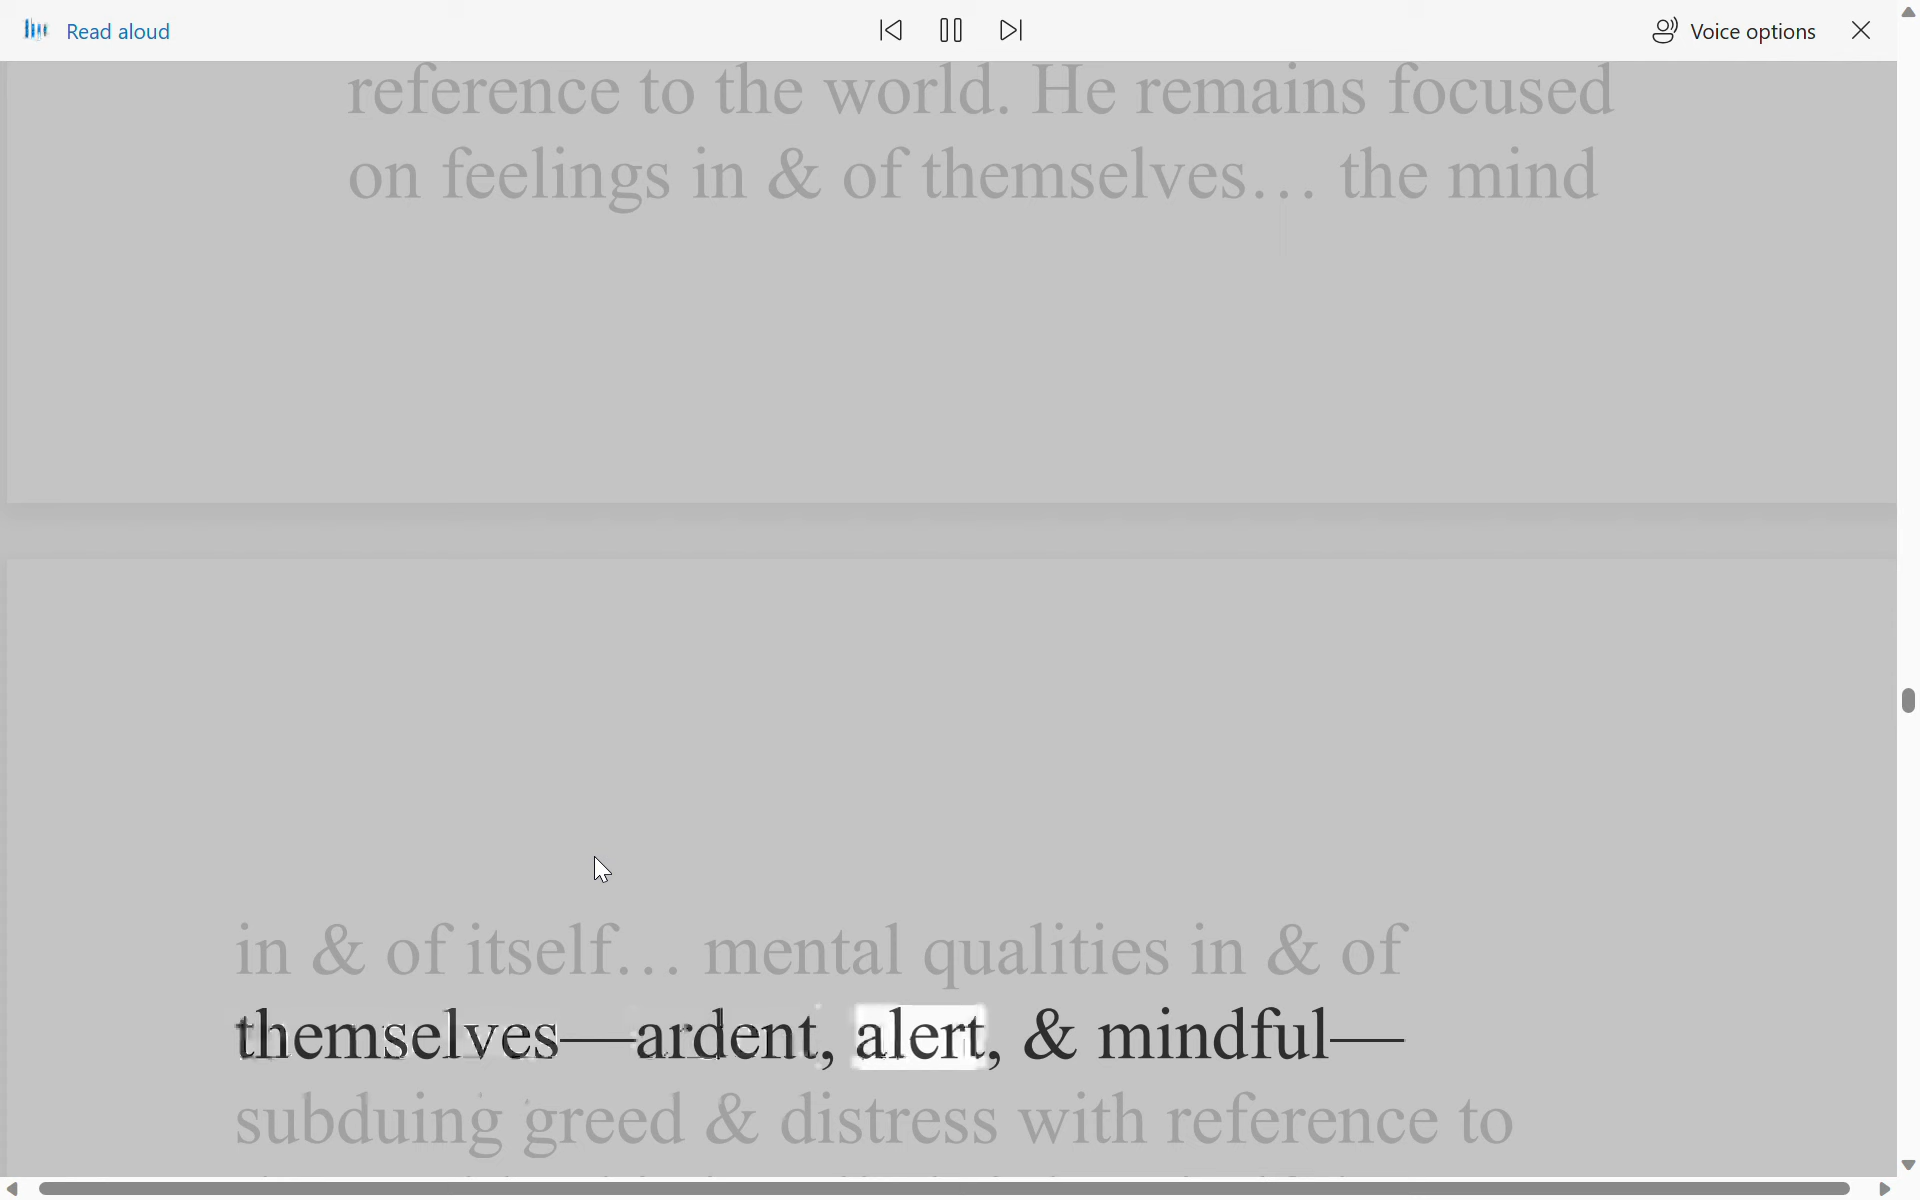 Read aloud
Voice options
reference to the world. He remains focused
on feelings in & of themselves… the mind
in & of itself… mental qualities in & of
themselves—ardent, alert, & mindful—
subduing greed & distress with reference to